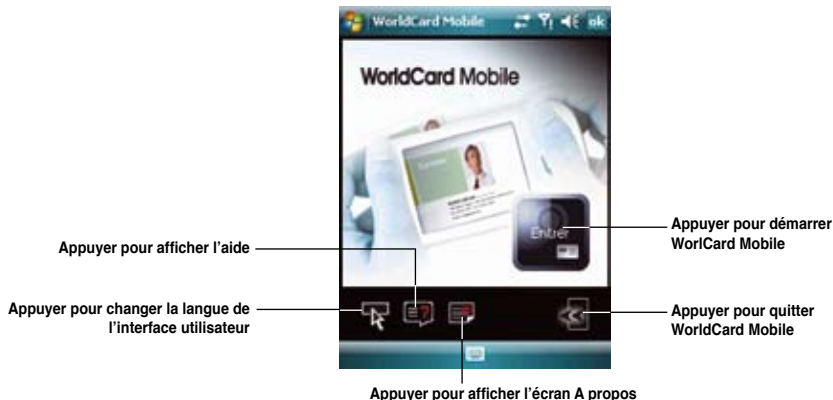 WorldCard Mobile
ok
WorldCard Mobile
Entrer
Appuyer pour démarrer
WorlCard Mobile
Appuyer pour afficher l'aide
Appuyer pour changer la langue de
l'interface utilisateur
Appuyer pour quitter
WorldCard Mobile
Appuyer pour afficher l'écran A propos